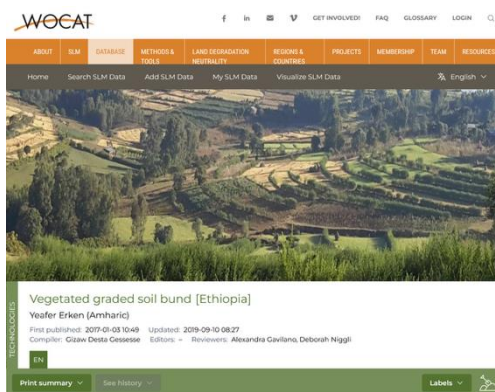 WOCAT
f in GET INVOLVED! FAQ GLOSSARY LOGIN
ABOUT SLM DATABASE METHODS & TOOLS LAND DEGRADATION NEUTRALITY REGIONS & COUNTRIES PROJECTS MEMBERSHIP TEAM RESOURCES
Home Search SLM Data Add SLM Data My SLM Data Visualize SLM Data English
Vegetated graded soil bund [Ethiopia]
Yeafer Erken (Amharic)
First published: 2017-01-03 10:49 Updated: 2019-09-10 08:27
Compiler: Gizaw Desta Gessesse Editors: – Reviewers: Alexandra Gavilano, Deborah Niggli
TECHNOLOGIES
EN
Print summary See history Labels